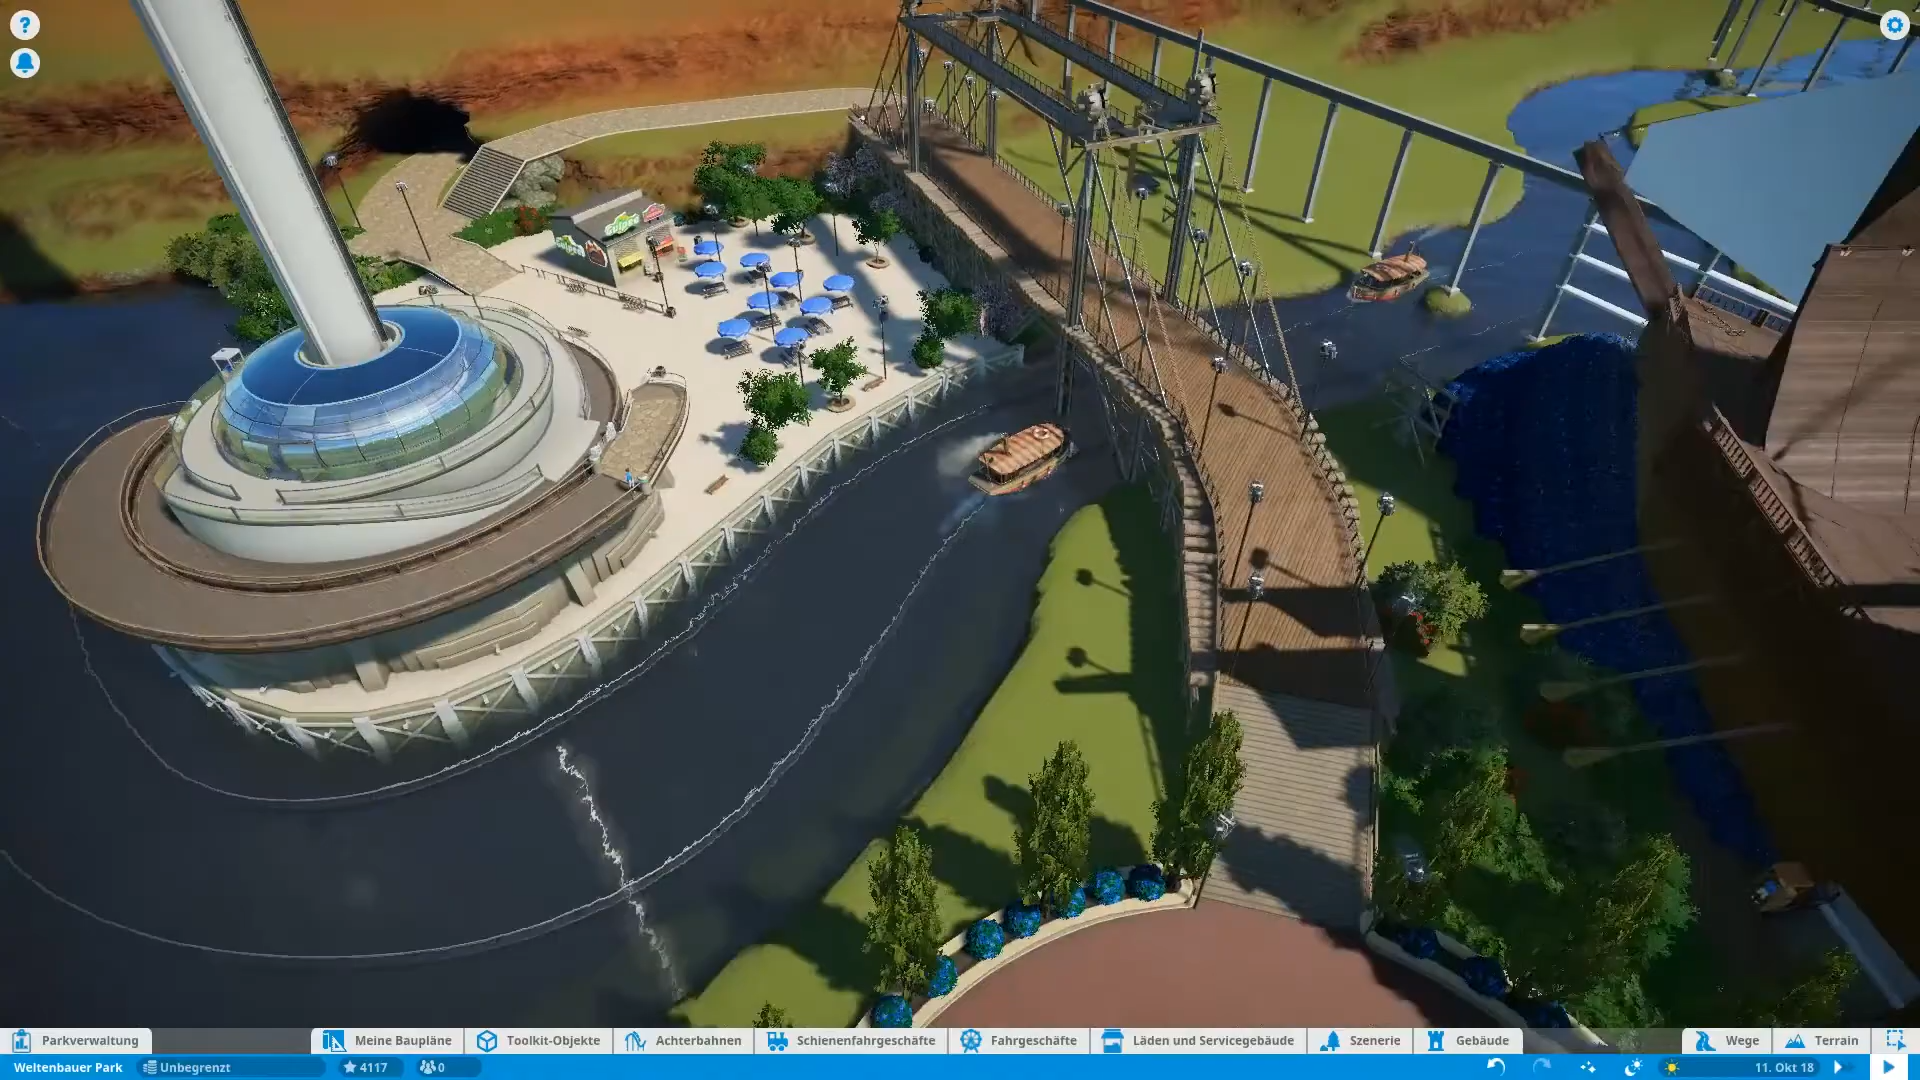 ?
Gulpee
Parkverwaltung
Meine Baupläne
Toolkit-Objekte
Achterbahnen
Schienenfahrgeschäfte
Fahrgeschäfte
Läden und Servicegebäude
Szenerie
Gebäude
Wege
Terrain
Weltenbauer Park
Unbegrenzt
4117
0
11. Okt 18